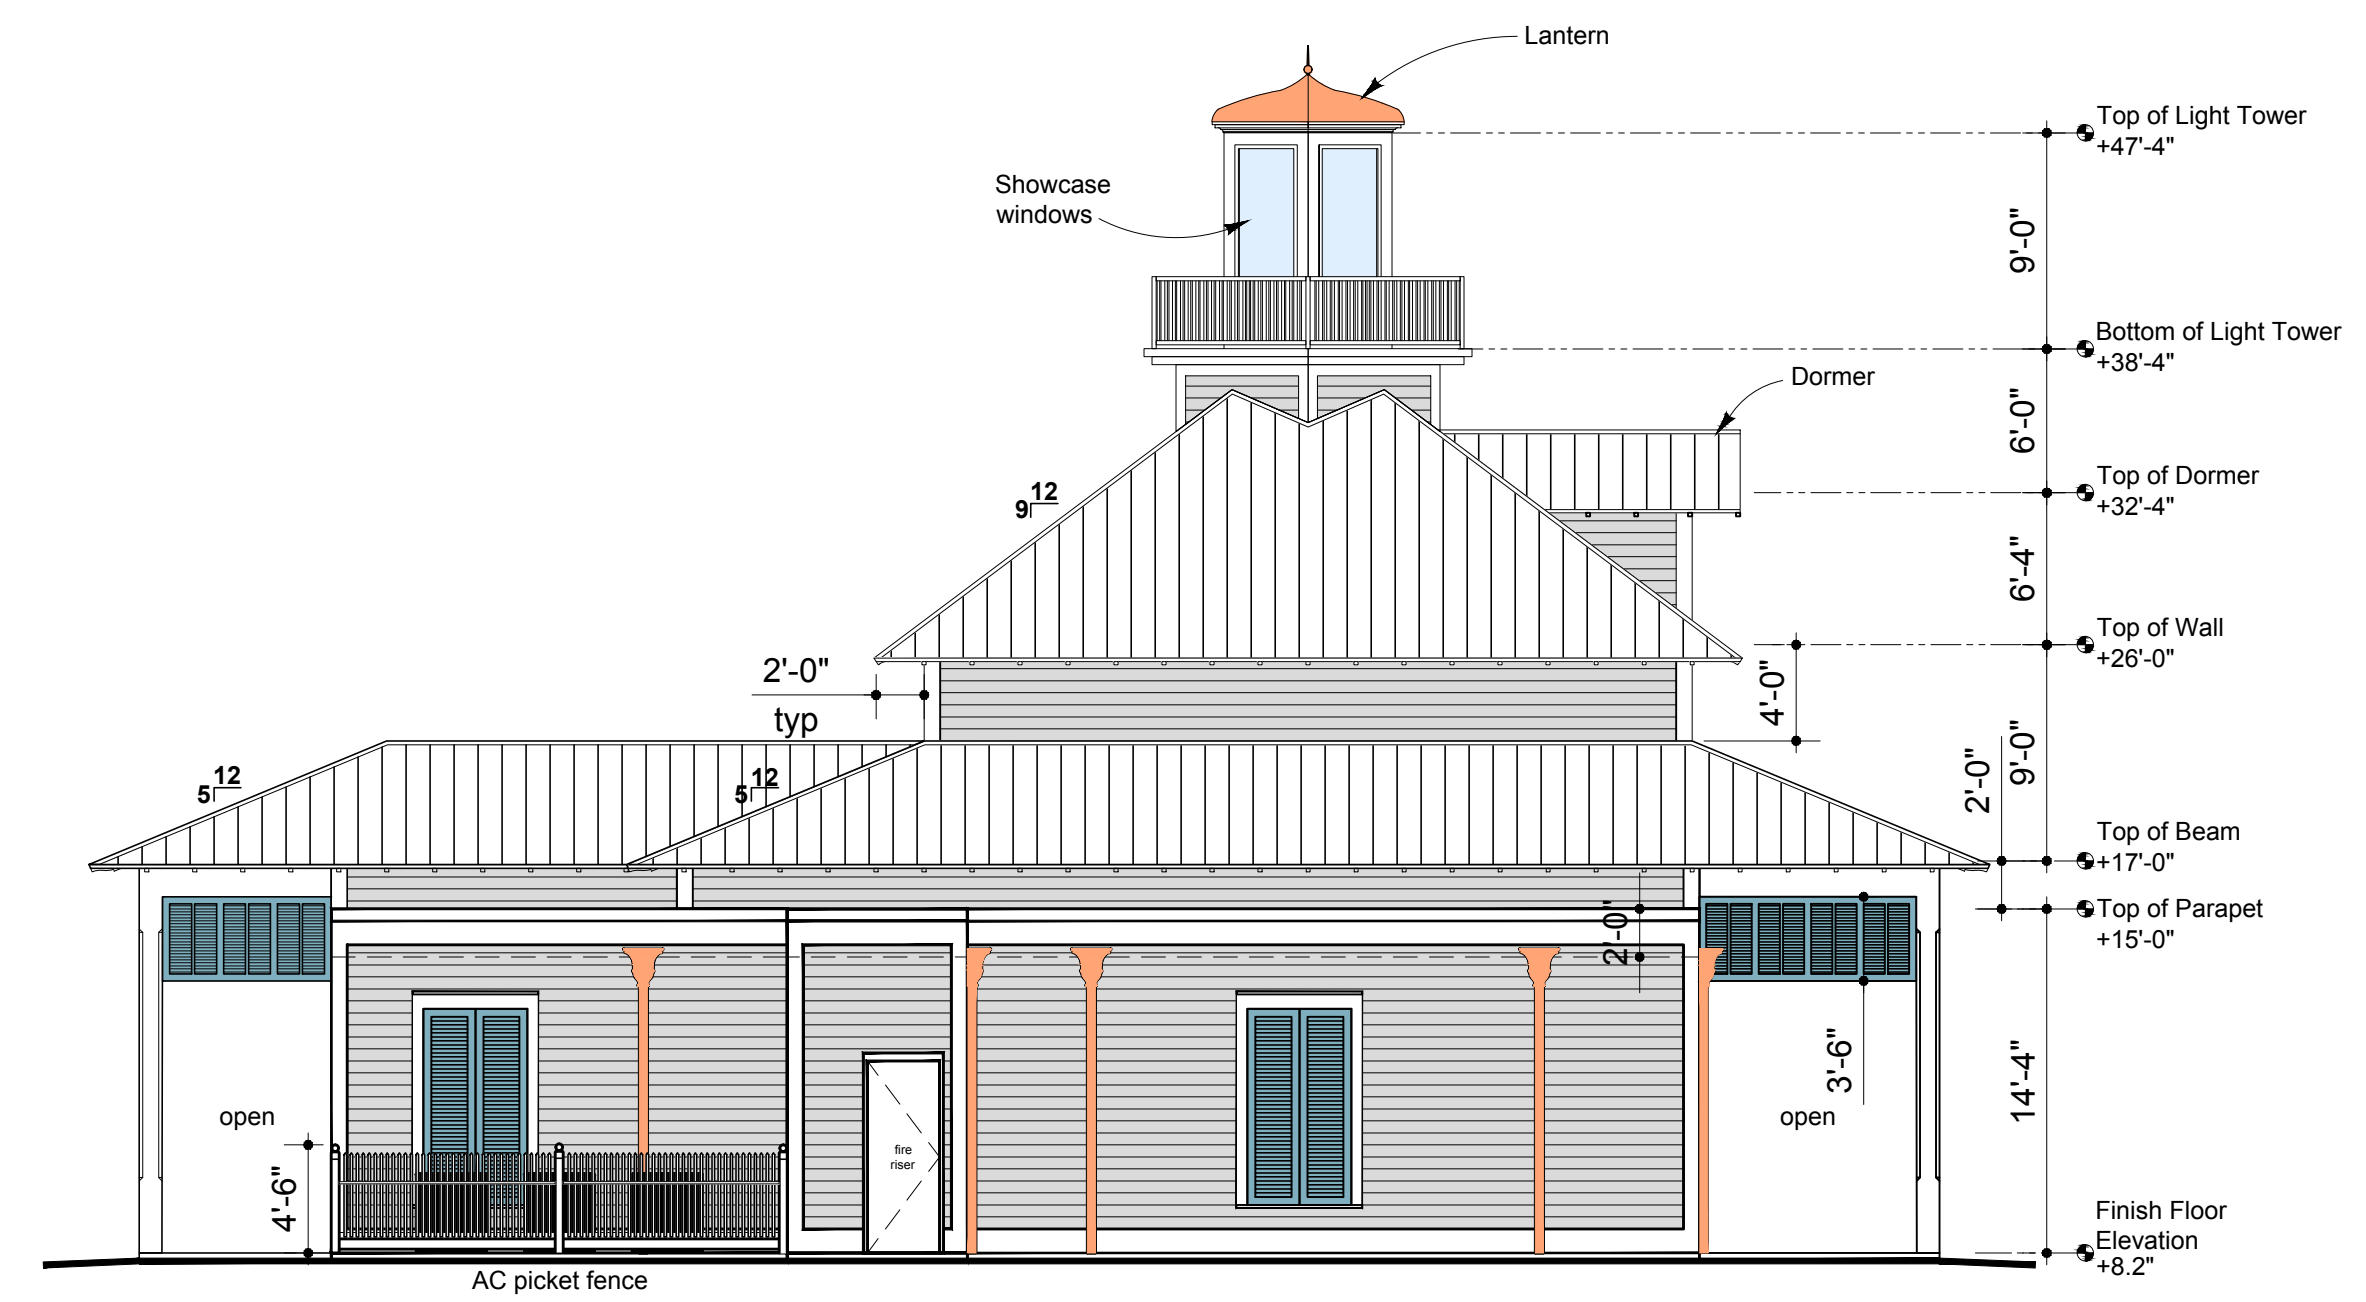 Lantern
Top of Light Tower
+47'-4"
Showcase
windows
9'-0"
Bottom of Light Tower
+38'-4"
Dormer
6'-0"
Top of Dormer
+32'-4"
12
9
6'-4"
Top of Wall
+26'-0"
2'-0"
typ
4'-0"
9'-0"
2'-0"
12
5
12
5
Top of Beam
+17'-0"
Top of Parapet
+15'-0"
2'-0"
3'-6"
14'-4"
open
open
fire
riser
4'-6"
Finish Floor
Elevation
+8.2"
AC picket fence